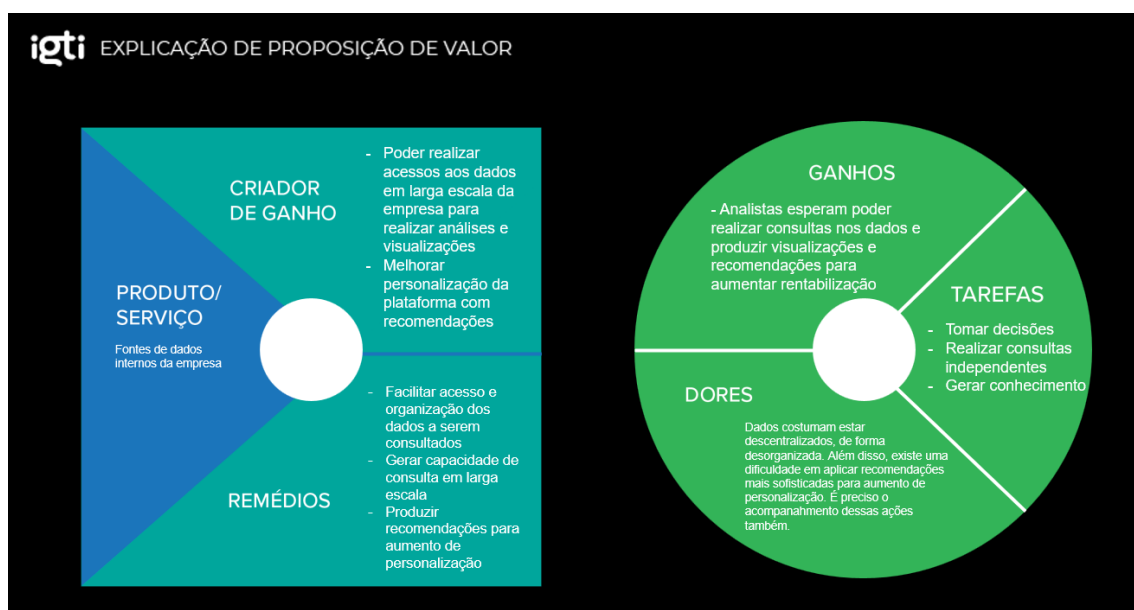 igti EXPLICAÇÃO DE PROPOSIÇÃO DE VALOR
CRIADOR
DE GANHO
- Poder realizar
acessos aos dados
em larga escala da
empresa para
realizar análises e
visualizações
- Melhorar
personalização da
plataforma com
recomendações
PRODUTO/
SERVIÇO
Fontes de dados
internos da empresa
REMÉDIOS
- Facilitar acesso e
organização dos
dados a serem
consultados
- Gerar capacidade de
consulta em larga
escala
- Produzir
recomendações para
aumento de
personalização
GANHOS
- Analistas esperam poder
realizar consultas nos dados e
produzir visualizações e
recomendações para
aumentar rentabilização
TAREFAS
- Tomar decisões
- Realizar consultas
independentes
- Gerar conhecimento
DORES
Dados costumam estar
descentralizados, de forma
desorganizada. Além disso, existe uma
dificuldade em aplicar recomendações
mais sofisticadas para aumento de
personalização. É preciso o
acompanahmento dessas ações
também.